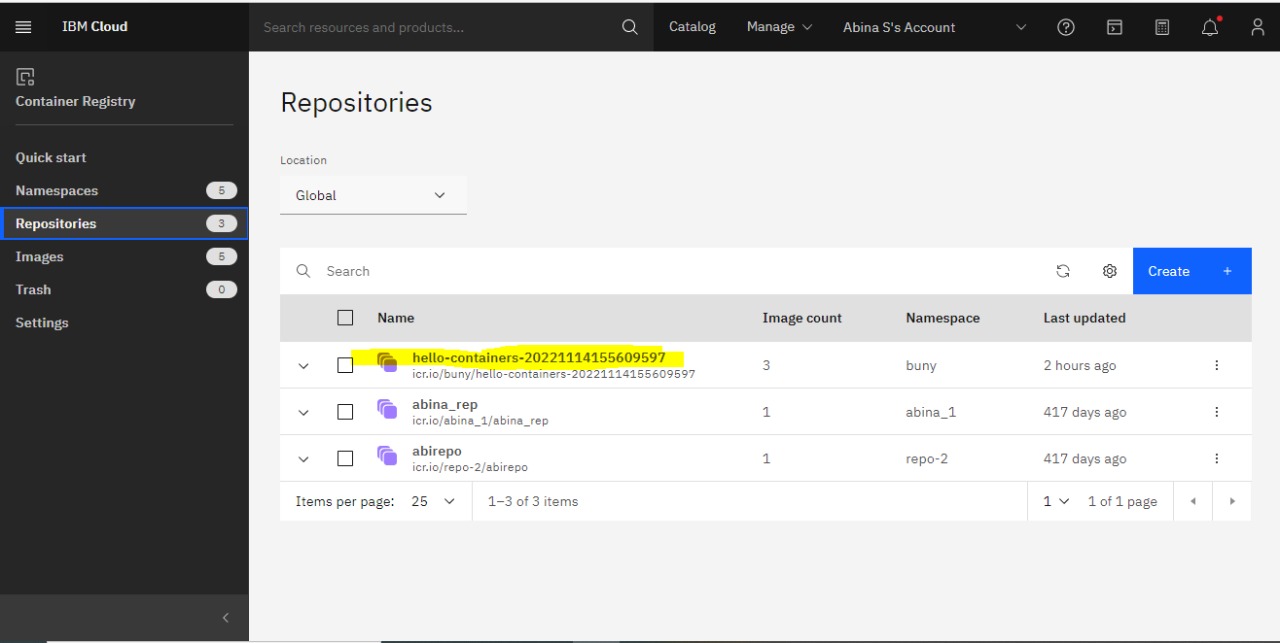 IBM Cloud
Search resources and products...
Catalog
Manage
Abina S's Account
Container Registry
Quick start
Namespaces 5
Repositories 3
Images 5
Trash 0
Settings
Repositories
Location
Global
Search
Create +
Name Image count Namespace Last updated
hello-containers-20221114155609597
icr.io/buny/hello-containers-20221114155609597
3 buny 2 hours ago
abina_rep
icr.io/abina_1/abina_rep
1 abina_1 417 days ago
abirepo
icr.io/repo-2/abirepo
1 repo-2 417 days ago
Items per page: 25 1–3 of 3 items 1 1 of 1 page